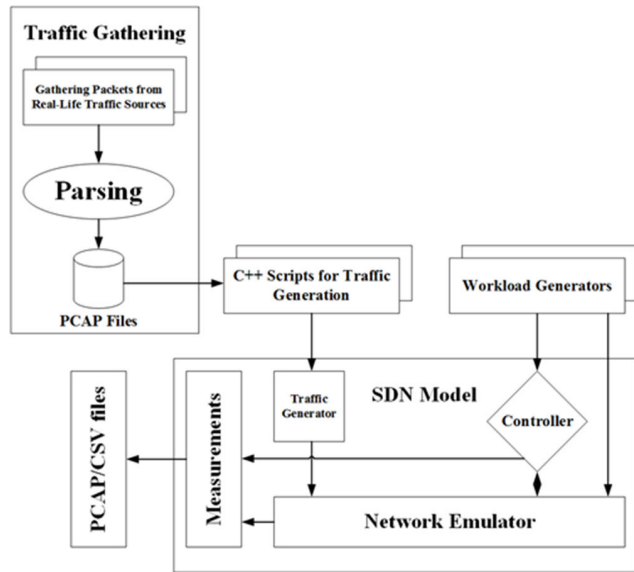 Traffic Gathering
Gathering Packets from
Real-Life Traffic Sources
Parsing
PCAP Files
C++ Scripts for Traffic
Generation
Workload Generators
PCAP/CSV files
Measurements
Traffic
Generator
SDN Model
Controller
Network Emulator